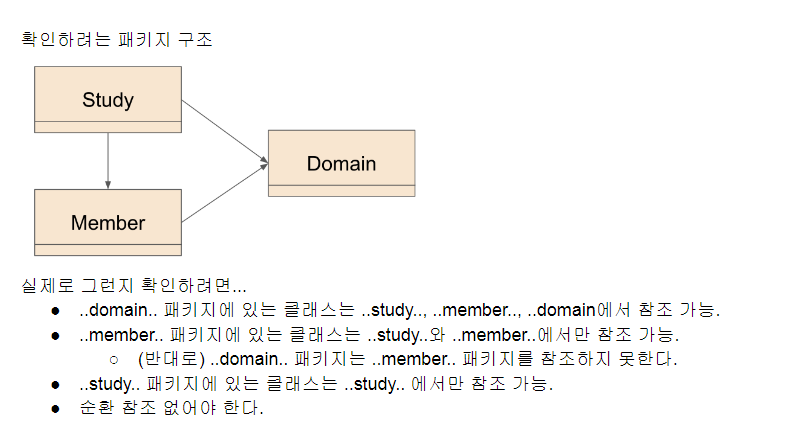 확인하려는 패키지 구조
Study
Domain
Member
실제로 그런지 확인하려면...
● ..domain.. 패키지에 있는 클래스는 ..study.., ..member.., ..domain에서 참조 가능.
● ..member.. 패키지에 있는 클래스는 ..study..와 ..member..에서만 참조 가능.
○ (반대로) ..domain.. 패키지는 ..member.. 패키지를 참조하지 못한다.
● ..study.. 패키지에 있는 클래스는 ..study.. 에서만 참조 가능.
● 순환 참조 없어야 한다.